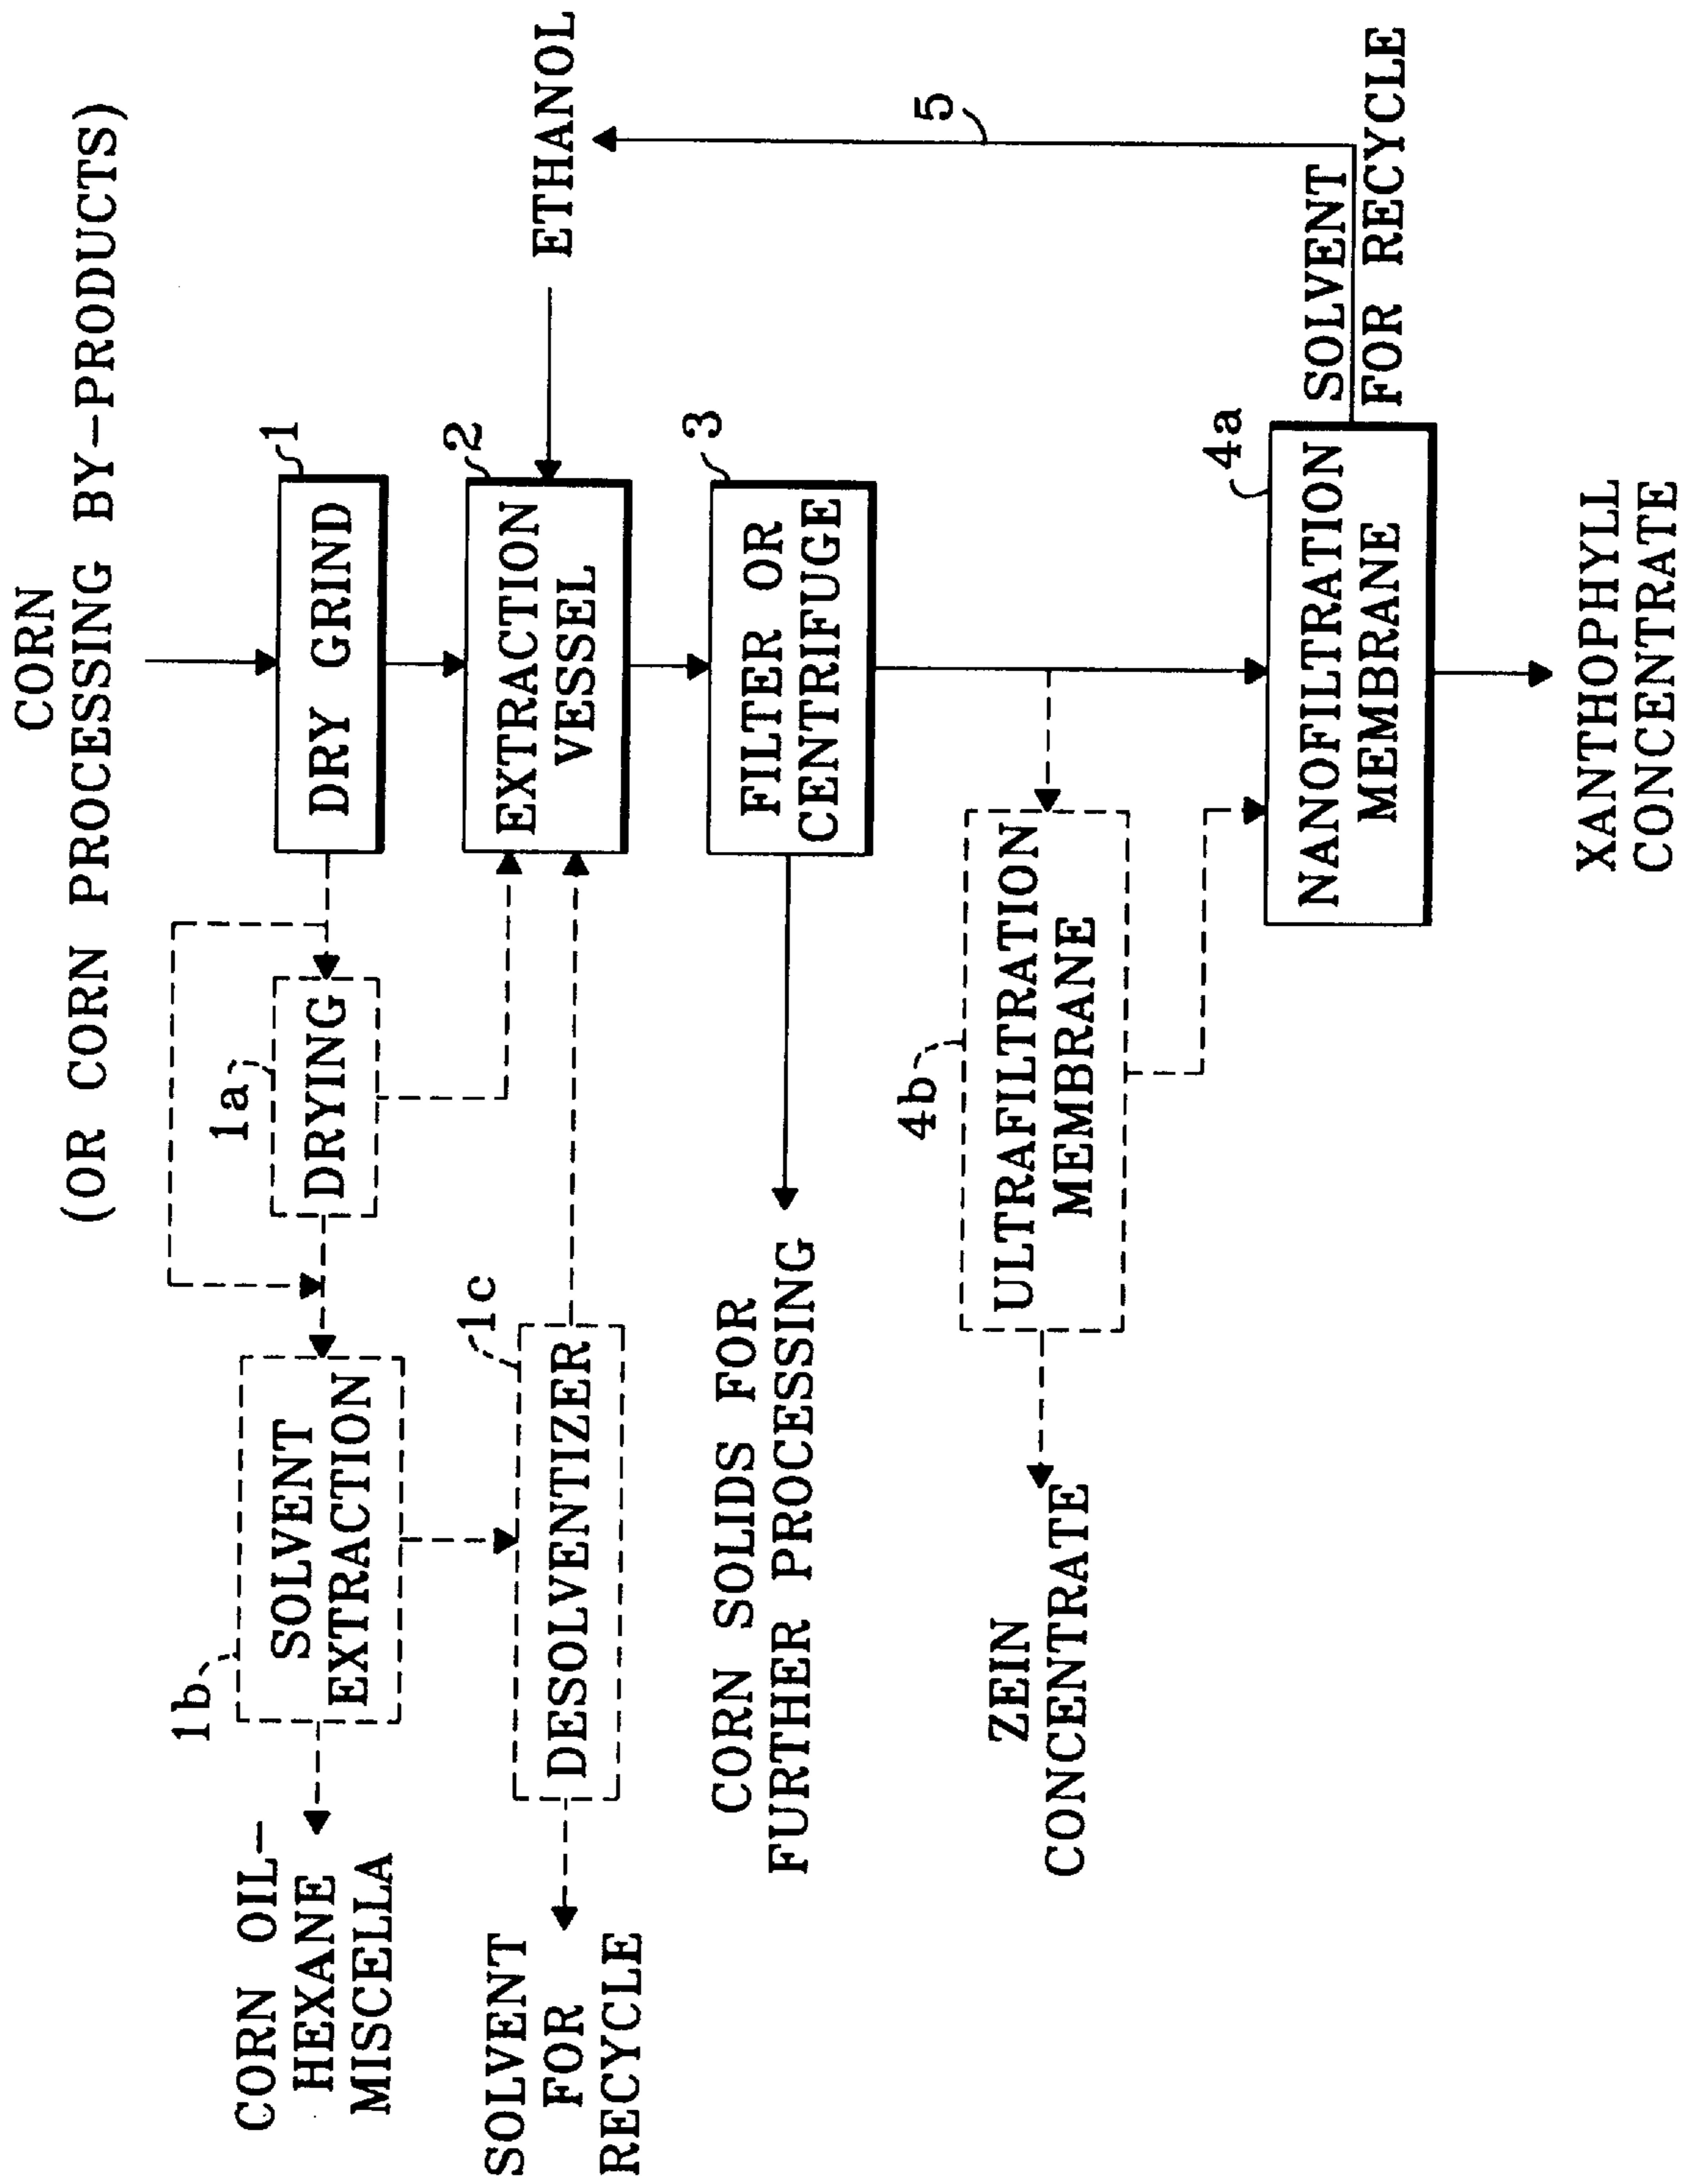 CORN
(OR CORN PROCESSING BY-PRODUCTS)
1
DRY GRIND
1a
DRYING
1b
SOLVENT
EXTRACTION
CORN OIL-
HEXANE
MISCELLA
2
EXTRACTION
VESSEL
ETHANOL
1c
DESOLVENTIZER
SOLVENT
FOR
RECYCLE
3
FILTER OR
CENTRIFUGE
CORN SOLIDS FOR
FURTHER PROCESSING
5
4b
ULTRAFILTRATION
MEMBRANE
ZEIN
CONCENTRATE
4a
NANOFILTRATION
MEMBRANE
SOLVENT
FOR RECYCLE
XANTHOPHYLL
CONCENTRATE